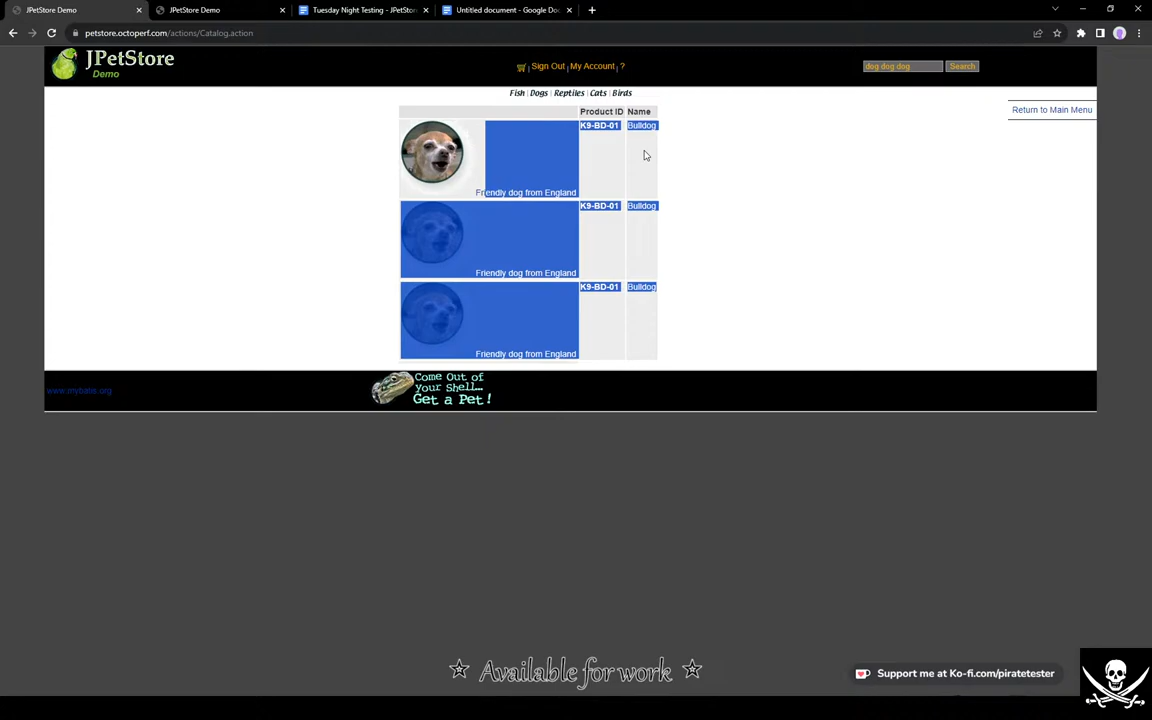 JPetStore Demo
JPetStore Demo
Tuesday Night Testing - JPetStor
Untitled document - Google Doc
petstore.octoperf.com/actions/Catalog.action
JPetStore
Demo
Sign Out
My Account
?
dog dog dog
Search
Fish
Dogs
Reptiles
Cats
Birds
Return to Main Menu
Product ID
Name
Friendly dog from England
K9-BD-01
Bulldog
Friendly dog from England
K9-BD-01
Bulldog
Friendly dog from England
K9-BD-01
Bulldog
www.mybatis.org
Come Out of
your Shell...
Get a Pet!
Available for work
Support me at Ko-fi.com/piratetester